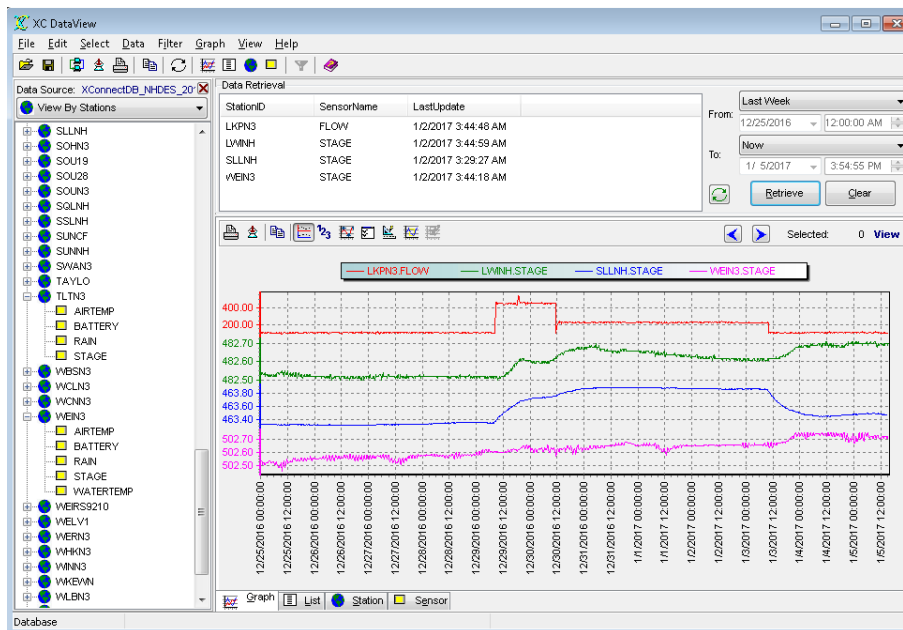 XC DataView
File Edit Select Data Filter Graph View Help
Data Source: XConnectDB_NHDES_20
View By Stations
SLLNH
SOHN3
SOU19
SOU28
SOUN3
SQLNH
SSLNH
SUNCF
SUNNH
SWAN3
TAYLO
TLTN3
AIRTEMP
BATTERY
RAIN
STAGE
WBSN3
WCLN3
WCNN3
WEIN3
AIRTEMP
BATTERY
RAIN
STAGE
WATERTEMP
WEIRS9210
WELV1
WERN3
WHKN3
WINN3
WKEWN
WLBN3
Data Retrieval
StationID SensorName LastUpdate
LKPN3 FLOW 1/2/2017 3:44:48 AM
LWINH STAGE 1/2/2017 3:44:59 AM
SLLNH STAGE 1/2/2017 3:29:27 AM
WEIN3 STAGE 1/2/2017 3:44:18 AM
Last Week
From:
12/25/2016 12:00:00 AM
Now
To:
1/ 5/2017 3:54:55 PM
Retrieve Clear
123
Selected: 0 View
LKPN3.FLOW LWINH.STAGE SLLNH.STAGE WEIN3.STAGE
400.00
200.00
482.70
482.60
482.50
463.80
463.60
463.40
502.70
502.60
502.50
12/25/2016 00:00:00
12/25/2016 12:00:00
12/26/2016 00:00:00
12/26/2016 12:00:00
12/27/2016 00:00:00
12/27/2016 12:00:00
12/28/2016 00:00:00
12/28/2016 12:00:00
12/29/2016 00:00:00
12/29/2016 12:00:00
12/30/2016 00:00:00
12/30/2016 12:00:00
12/31/2016 00:00:00
12/31/2016 12:00:00
1/1/2017 00:00:00
1/1/2017 12:00:00
1/2/2017 00:00:00
1/2/2017 12:00:00
1/3/2017 00:00:00
1/3/2017 12:00:00
1/4/2017 00:00:00
1/4/2017 12:00:00
1/5/2017 00:00:00
1/5/2017 12:00:00
Graph List Station Sensor
Database